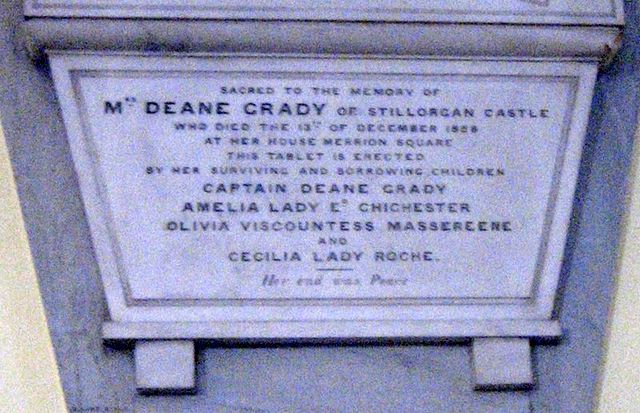 SACRED TO THE MEMORY OF
MRS DEANE GRADY OF STILLORGAN CASTLE
WHO DIED THE 13TH OF DECEMBER
AT HER HOUSE MERRION SQUARE
THIS TABLET IS ERECTED
BY HER SURVIVING AND SORROWING CHILDREN
CAPTAIN DEANE GRADY
AMELIA LADY ED CHICHESTER
OLIVIA VISCOUNTESS MASSEREENE
AND
CECILIA LADY ROCHE.
Her end was Peace